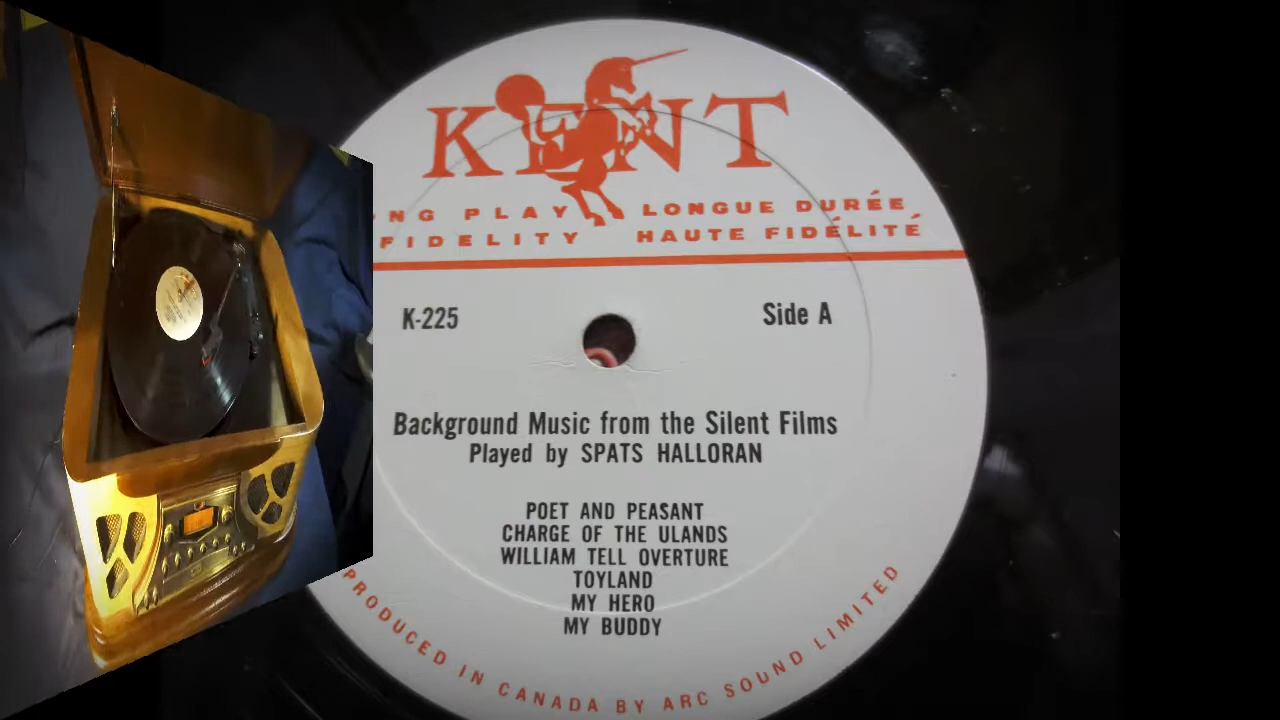 KENT
NG PLAY LONGUE DURÉE
FIDELITY HAUTE FIDÉLITÉ
K-225 Side A
Background Music from the Silent Films
Played by SPATS HALLORAN
POET AND PEASANT
CHARGE OF THE ULANDS
WILLIAM TELL OVERTURE
TOYLAND
MY HERO
MY BUDDY
PRODUCED IN CANADA BY ARC SOUND LIMITED